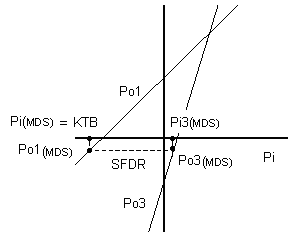 Po1
Pi(MDS) = KTB
Pi3(MDS)
Po1(MDS)
Po3(MDS)
Pi
SFDR
Po3